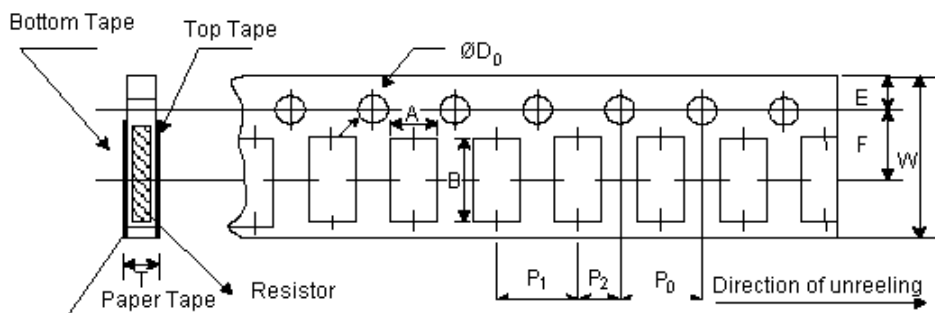 Bottom Tape
Top Tape
ØD₀
A
B
E
F
W
T
P₁
P₂
P₀
Direction of unreeling
Paper Tape
Resistor